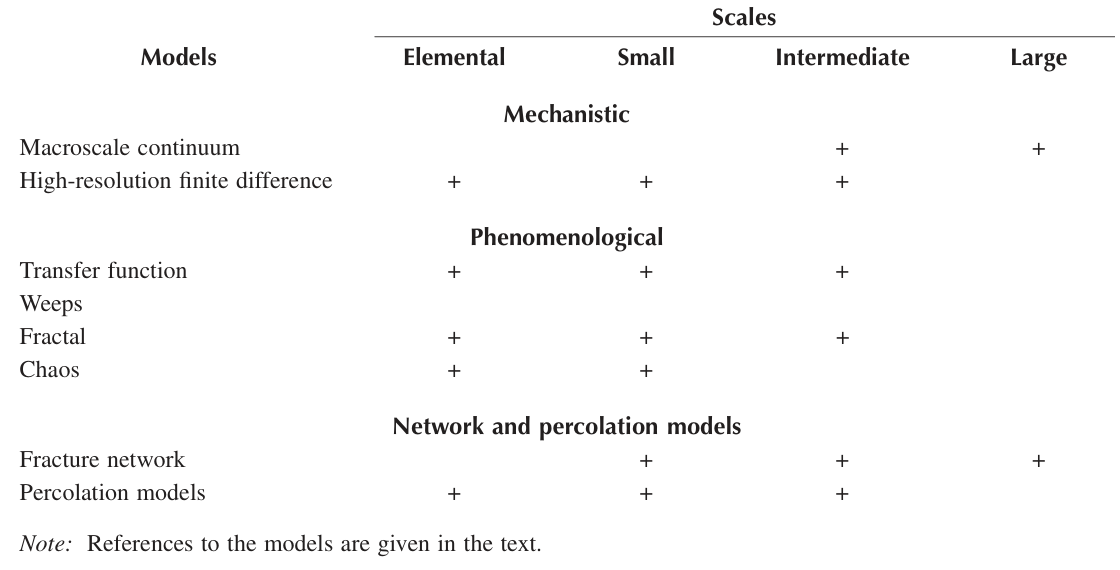 Scales
Models Elemental Small Intermediate Large
Mechanistic
Macroscale continuum + +
High-resolution finite difference + + +
Phenomenological
Transfer function + + +
Weeps
Fractal + + +
Chaos + +
Network and percolation models
Fracture network + + +
Percolation models + + +
Note: References to the models are given in the text.